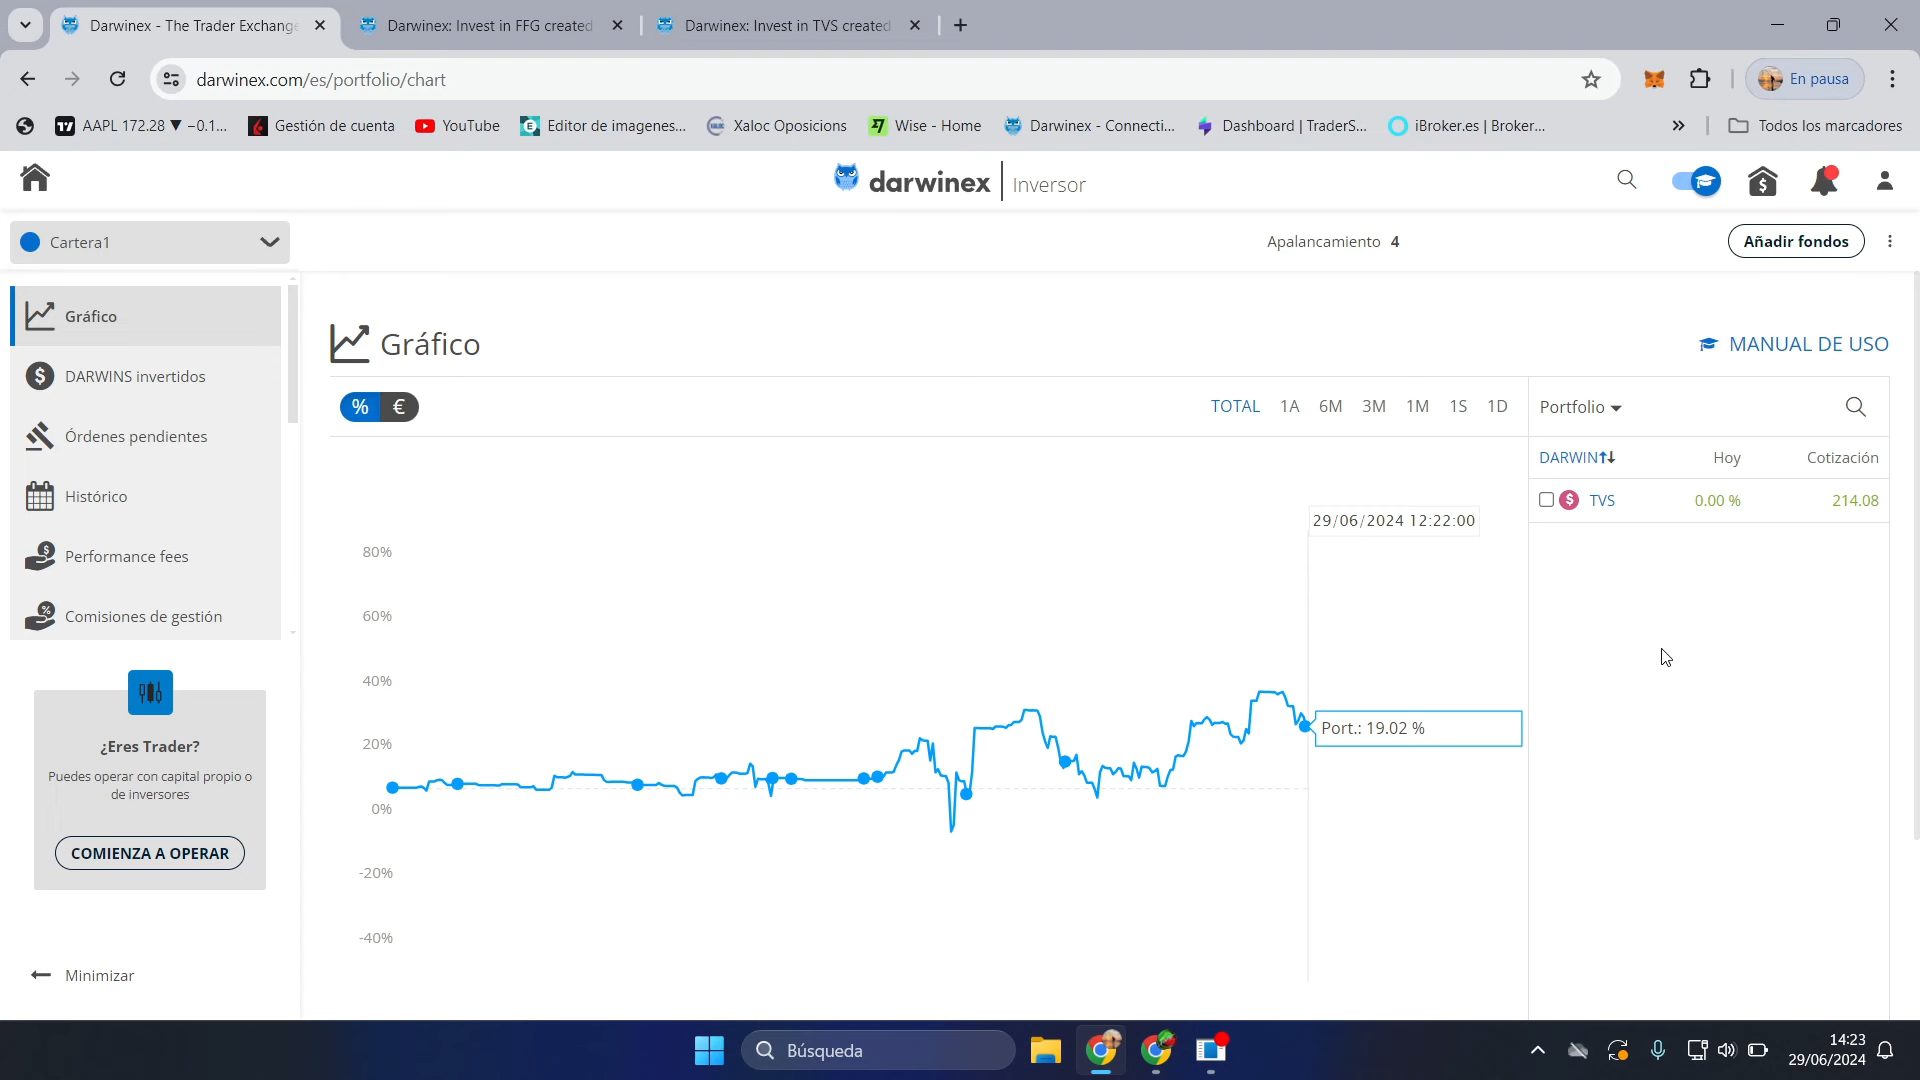 Darwinex - The Trader Exchange
Darwinex: Invest in FFG created
Darwinex: Invest in TVS created
darwinex.com/es/portfolio/chart
En pausa
AAPL 172.28 ▼ −0.1...
Gestión de cuenta
YouTube
Editor de imagenes...
Xaloc Oposicions
Wise - Home
Darwinex - Connecti...
Dashboard | TraderS...
iBroker.es | Broker...
Todos los marcadores
darwinex | Inversor
Cartera1
Apalancamiento 4
Añadir fondos
Gráfico
DARWINS invertidos
Órdenes pendientes
Histórico
Performance fees
Comisiones de gestión
¿Eres Trader?
Puedes operar con capital propio o
de inversores
COMIENZA A OPERAR
Minimizar
Gráfico
MANUAL DE USO
% €
TOTAL 1A 6M 3M 1M 1S 1D
Portfolio
DARWIN Hoy Cotización
TVS 0.00 % 214.08
29/06/2024 12:22:00
80%
60%
40%
20%
0%
-20%
-40%
Port.: 19.02 %
Búsqueda
14:23
29/06/2024